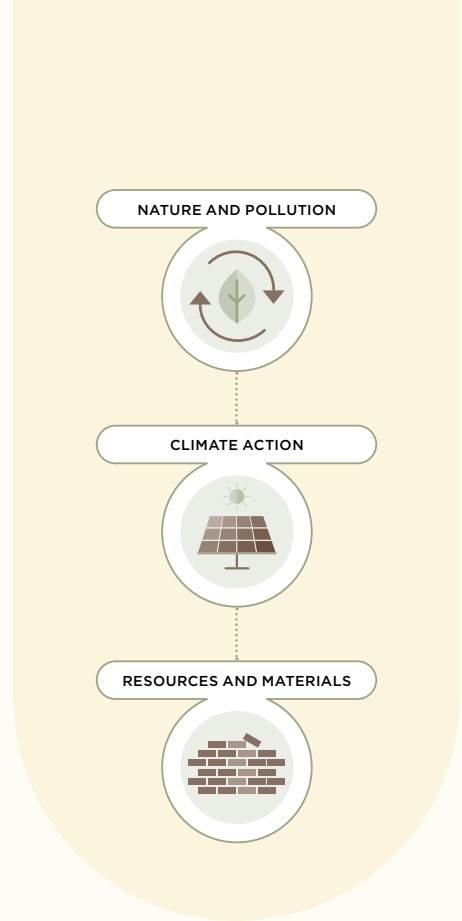 NATURE AND POLLUTION
CLIMATE ACTION
RESOURCES AND MATERIALS